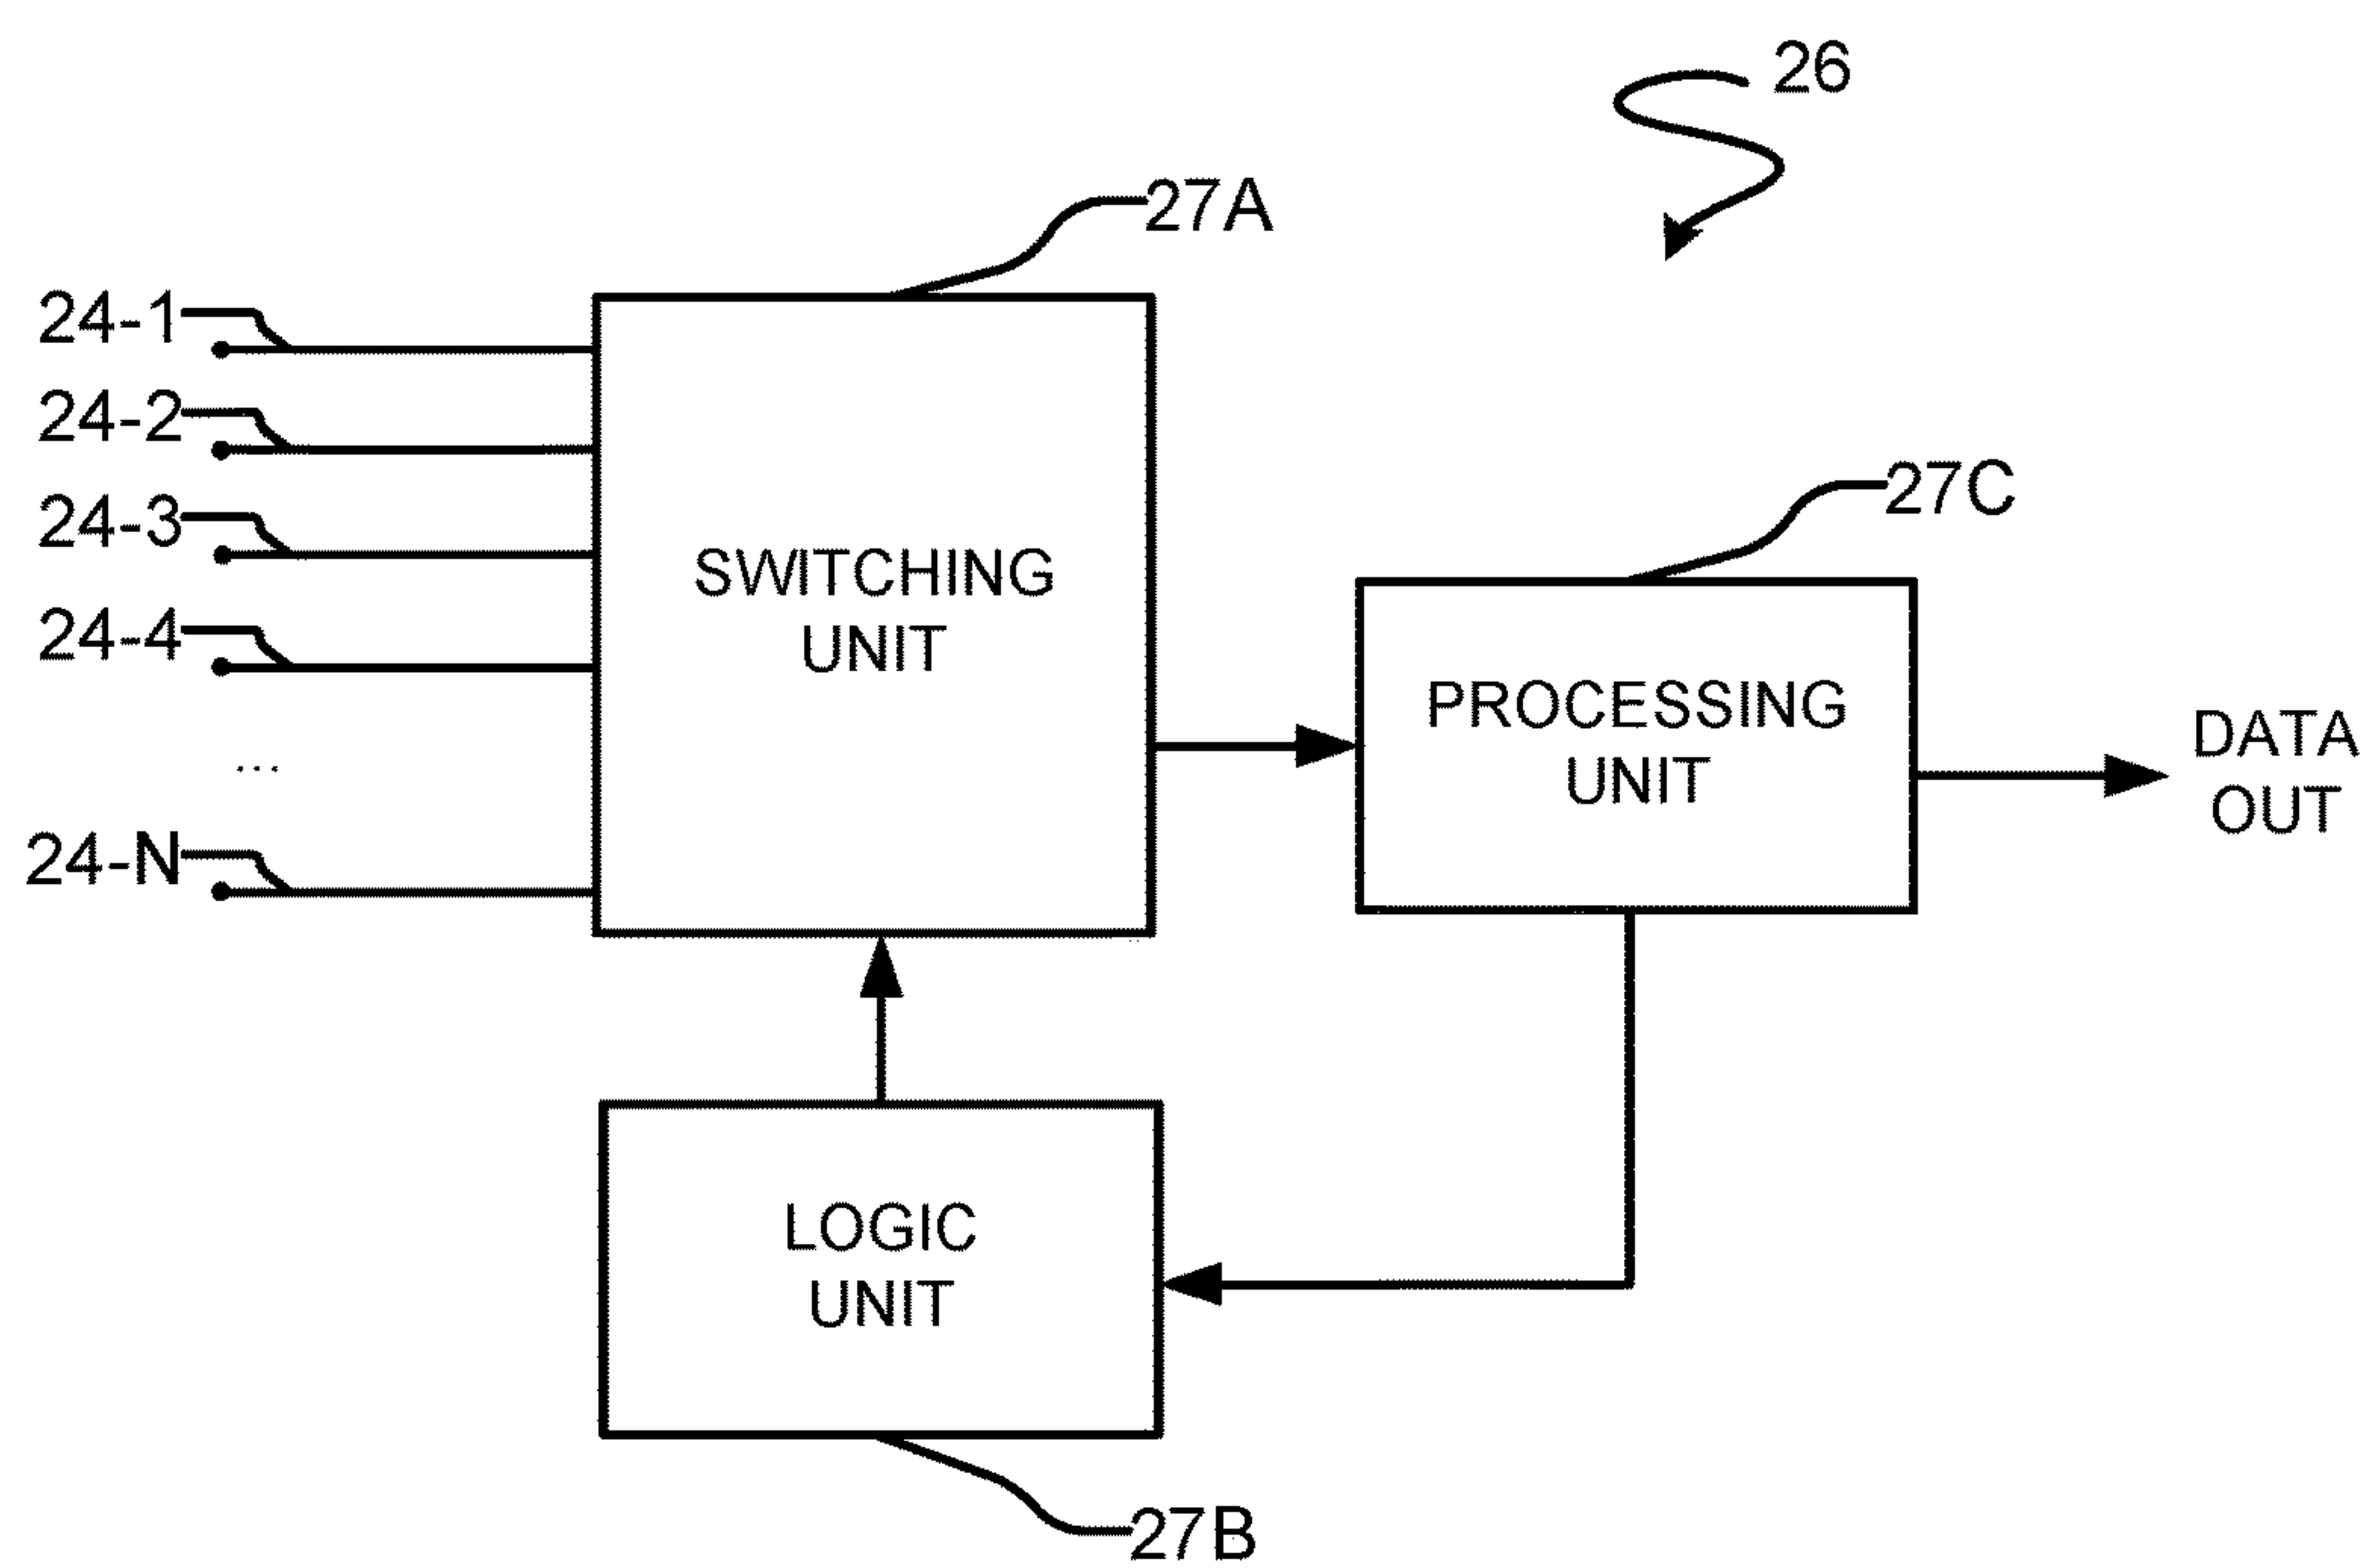 26
27A
24-1
24-2
24-3
24-4
...
24-N
SWITCHING
UNIT
27C
PROCESSING
UNIT
DATA
OUT
LOGIC
UNIT
27B